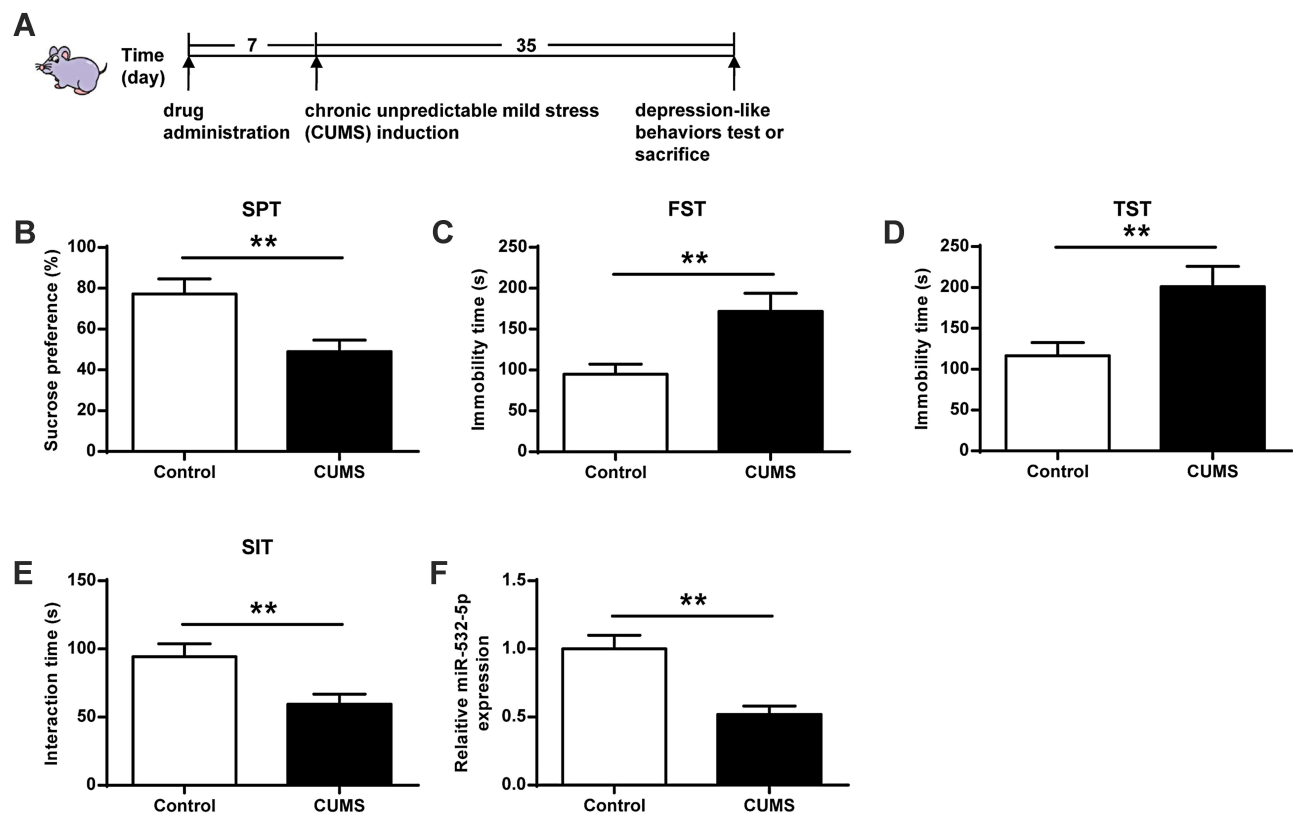 A
Time
(day)
7
35
drug
administration
chronic unpredictable mild stress
(CUMS) induction
depression-like
behaviors test or
sacrifice
B
SPT
**
Sucrose preference (%)
100
80
60
40
20
0
Control
CUMS
C
FST
**
Immobility time (s)
250
200
150
100
50
0
Control
CUMS
D
TST
**
Immobility time (s)
250
200
150
100
50
0
Control
CUMS
E
SIT
**
Interaction time (s)
150
100
50
0
Control
CUMS
F
**
Relaitive miR-532-5p
expression
1.5
1.0
0.5
0.0
Control
CUMS